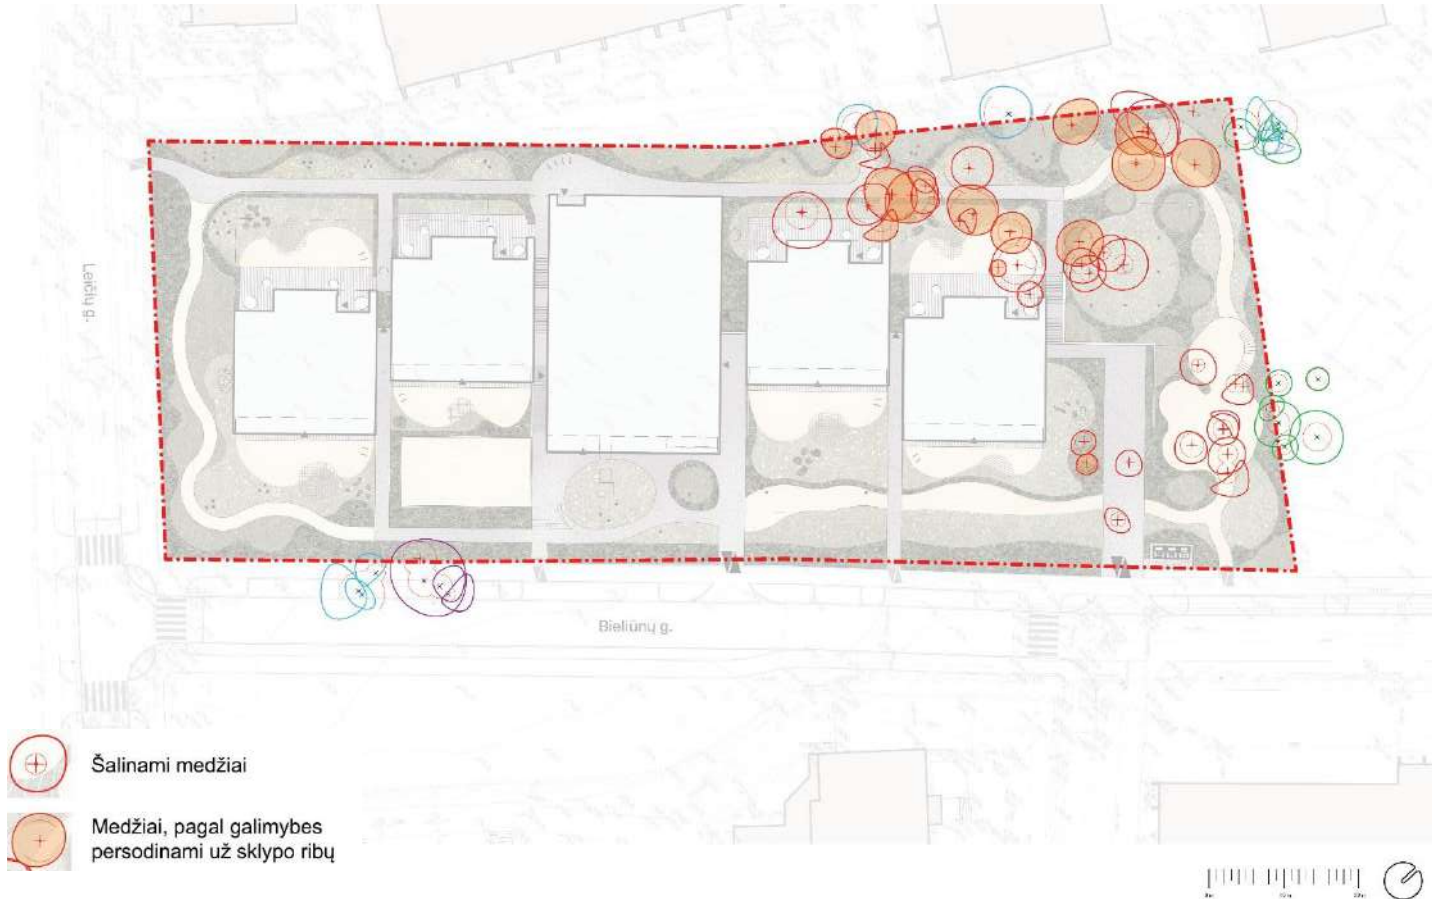 Leičių g.
Bieliūnų g.
Šalinami medžiai
Medžiai, pagal galimybes
persodinami už sklypo ribų